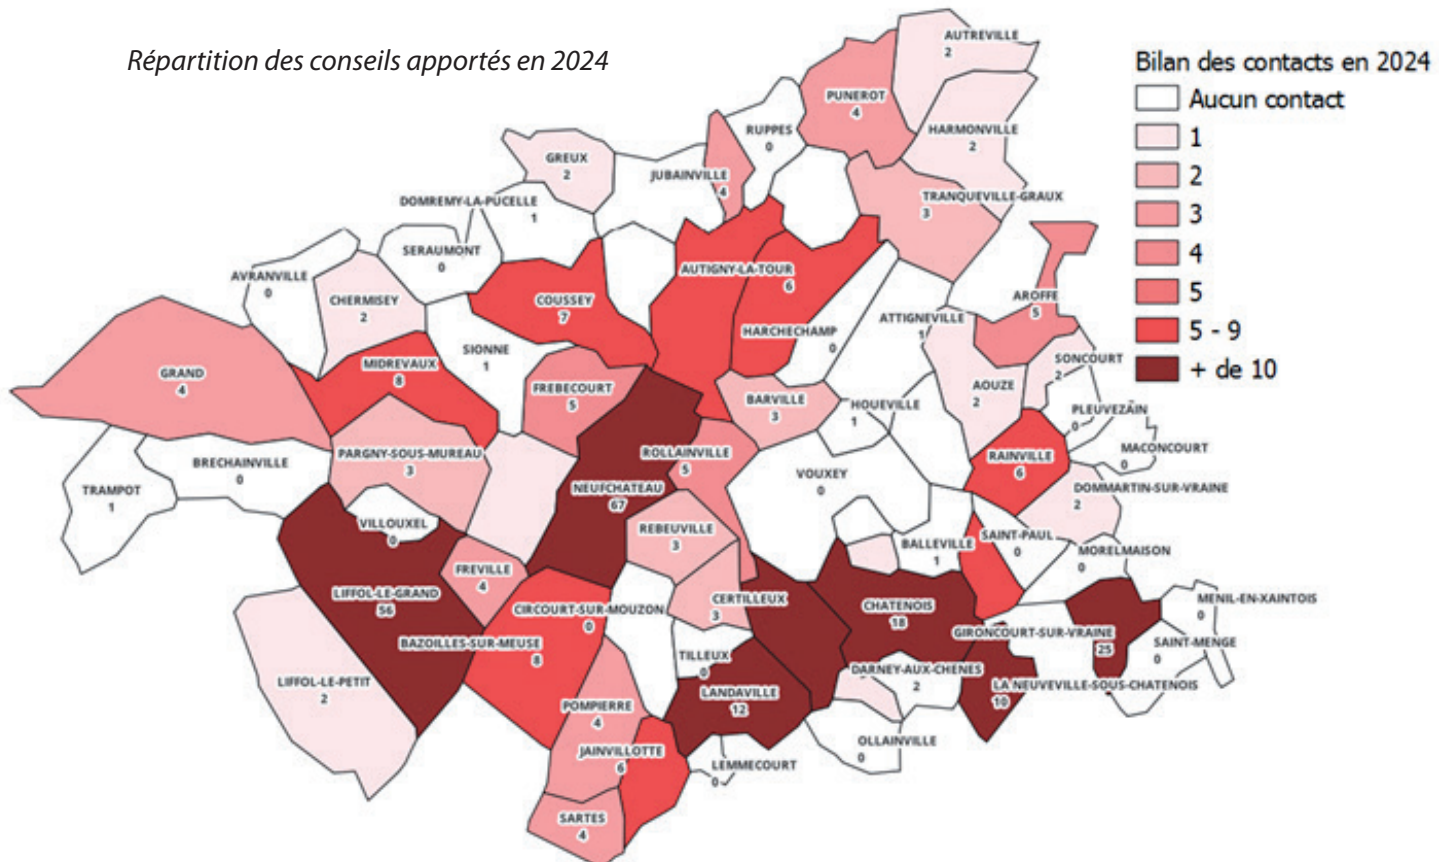 Répartition des conseils apportés en 2024
Bilan des contacts en 2024
Aucun contact
1
2
3
4
5
5 - 9
+ de 10
AUTREVILLE
2
PUNEROT
4
HARMONVILLE
2
RUPPES
0
GREUX
2
JUBAINVILLE
4
TRANQUEVILLE-GRAUX
3
DOMREMY-LA-PUCELLE
1
SERAUMONT
0
AVRANVILLE
0
CHERMISEY
2
COUSSEY
7
AUTIGNY-LA-TOUR
6
HARCHECHAMP
0
ATTIGNEVILLE
1
AROFFE
5
SONCOURT
2
SIONNE
1
MIDREVAUX
8
GRAND
4
FREBECOURT
5
BARVILLE
3
HOUEVILLE
1
AOUZE
2
PLEUVEZAIN
0
MACONCOURT
0
RAINVILLE
6
DOMMARTIN-SUR-VRAINE
2
PARGNY-SOUS-MUREAU
3
BRECHAINVILLE
0
TRAMPOT
1
ROLLAINVILLE
5
VOUXEY
0
NEUFCHATEAU
67
VILLOUXEL
0
REBEUVILLE
3
BALLEVILLE
1
SAINT-PAUL
0
MORELMAISON
0
FREVILLE
4
LIFFOL-LE-GRAND
56
CIRCOURT-SUR-MOUZON
0
CERTILLEUX
3
CHATENOIS
18
MENIL-EN-XAINTOIS
0
GIRONCOURT-SUR-VRAINE
25
SAINT-MENGE
0
BAZOILLES-SUR-MEUSE
8
TILLEUX
0
DARNEY-AUX-CHENES
2
LA NEUVEVILLE-SOUS-CHATENOIS
10
LIFFOL-LE-PETIT
2
LANDAVILLE
12
POMPIERRE
4
OLLAINVILLE
0
JAINVILLOTTE
6
LEMMECOURT
0
SARTES
4